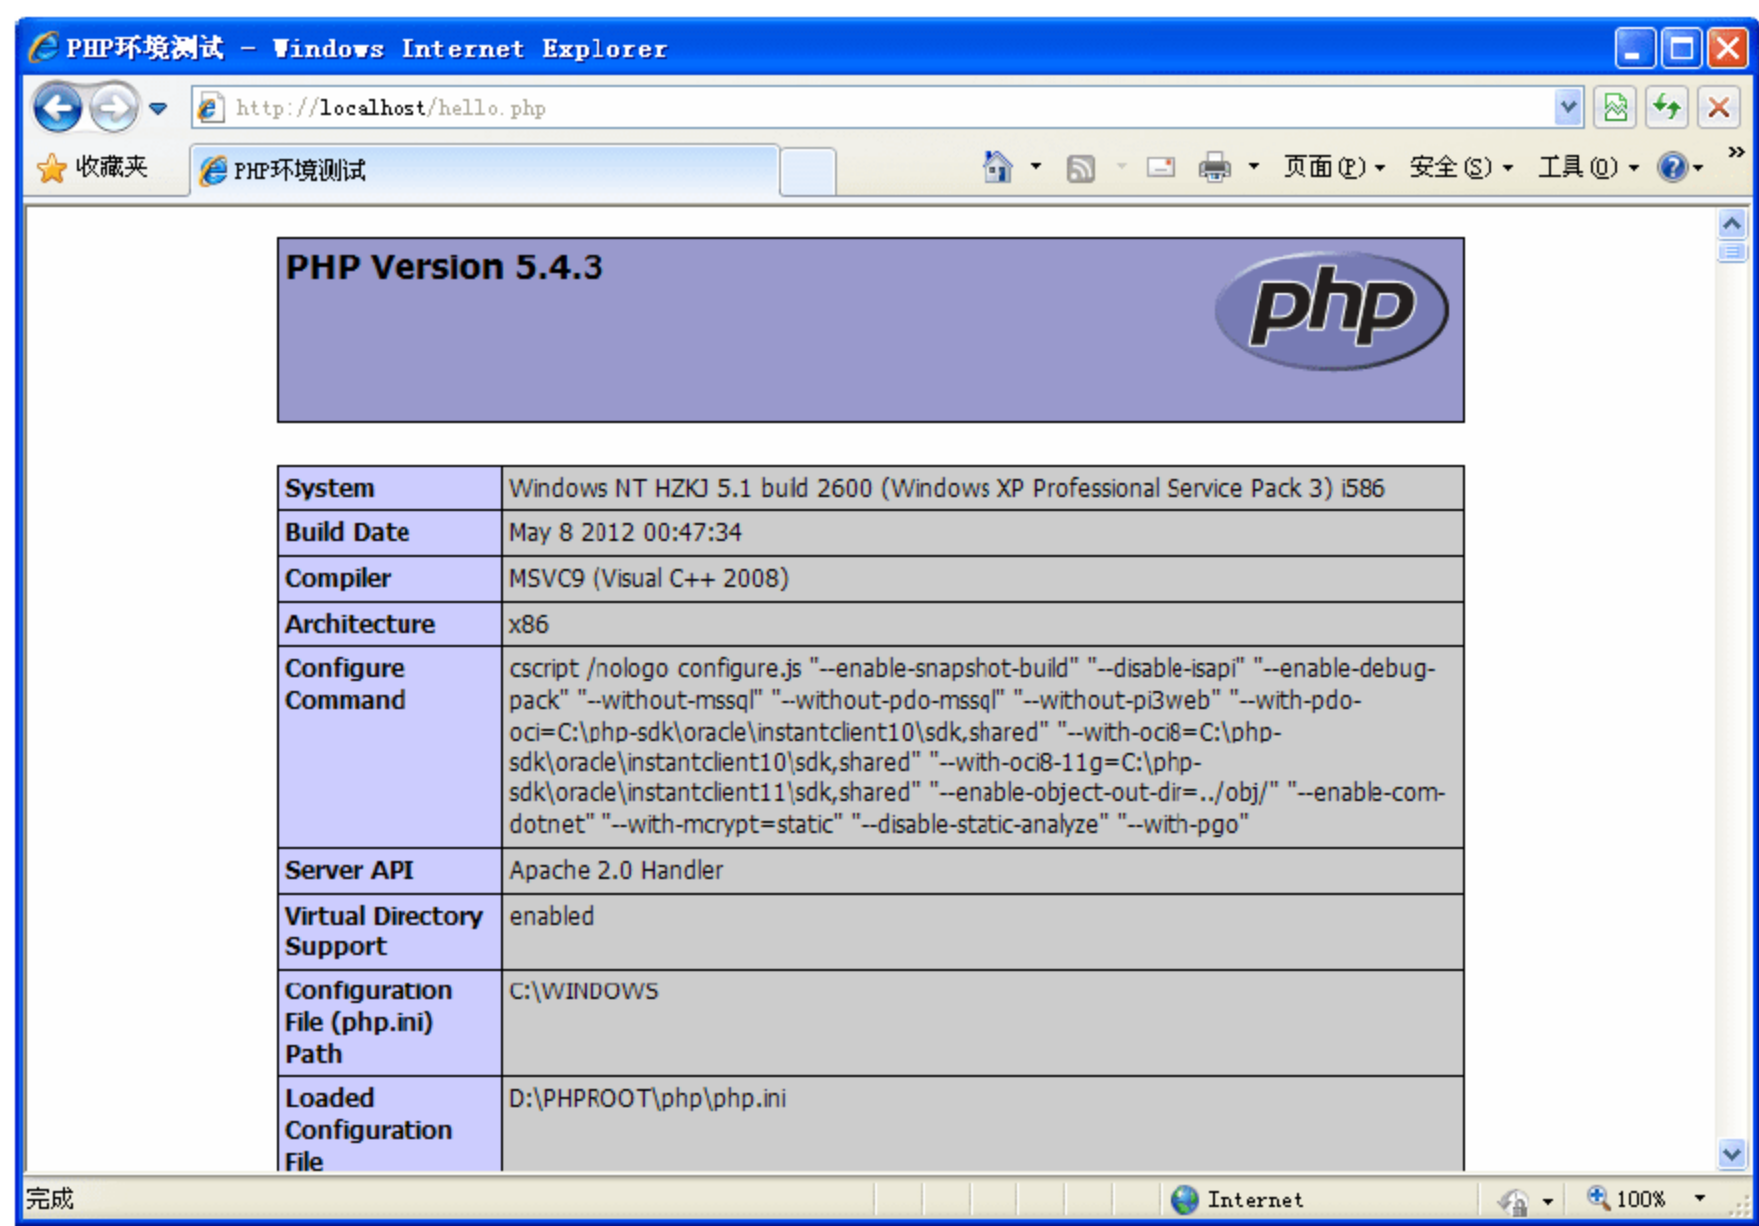 PHP环境测试 - Windows Internet Explorer
http://localhost/hello.php
收藏夹 PHP环境测试 页面(P) 安全(S) 工具(O) »
PHP Version 5.4.3
php
System Windows NT HZKJ 5.1 build 2600 (Windows XP Professional Service Pack 3) i586
Build Date May 8 2012 00:47:34
Compiler MSVC9 (Visual C++ 2008)
Architecture x86
Configure Command
cscript /nologo configure.js "--enable-snapshot-build" "--disable-isapi" "--enable-debug-
pack" "--without-mssql" "--without-pdo-mssql" "--without-pi3web" "--with-pdo-
oci=C:\php-sdk\oracle\instantclient10\sdk,shared" "--with-oci8=C:\php-
sdk\oracle\instantclient10\sdk,shared" "--with-oci8-11g=C:\php-
sdk\oracle\instantclient11\sdk,shared" "--enable-object-out-dir=../obj/" "--enable-com-
dotnet" "--with-mcrypt=static" "--disable-static-analyze" "--with-pgo"
Server API Apache 2.0 Handler
Virtual Directory enabled
Support
Configuration C:\WINDOWS
File (php.ini)
Path
Loaded D:\PHPROOT\php\php.ini
Configuration
File
完成 Internet 100%